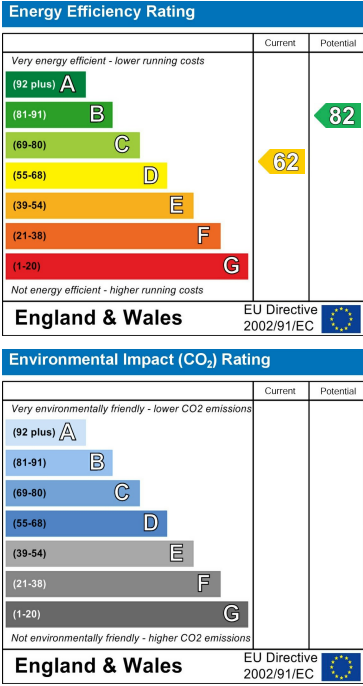 Energy Efficiency Rating
Current Potential
Very energy efficient - lower running costs
(92 plus) A
(81-91) B
82
(69-80) C
62
(55-68) D
(39-54) E
(21-38) F
(1-20) G
Not energy efficient - higher running costs
England & Wales
EU Directive
2002/91/EC
Environmental Impact (CO₂) Rating
Current Potential
Very environmentally friendly - lower CO2 emissions
(92 plus) A
(81-91) B
(69-80) C
(55-68) D
(39-54) E
(21-38) F
(1-20) G
Not environmentally friendly - higher CO2 emissions
England & Wales
EU Directive
2002/91/EC